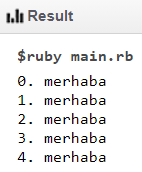 Result
$ruby main.rb
0. merhaba
1. merhaba
2. merhaba
3. merhaba
4. merhaba